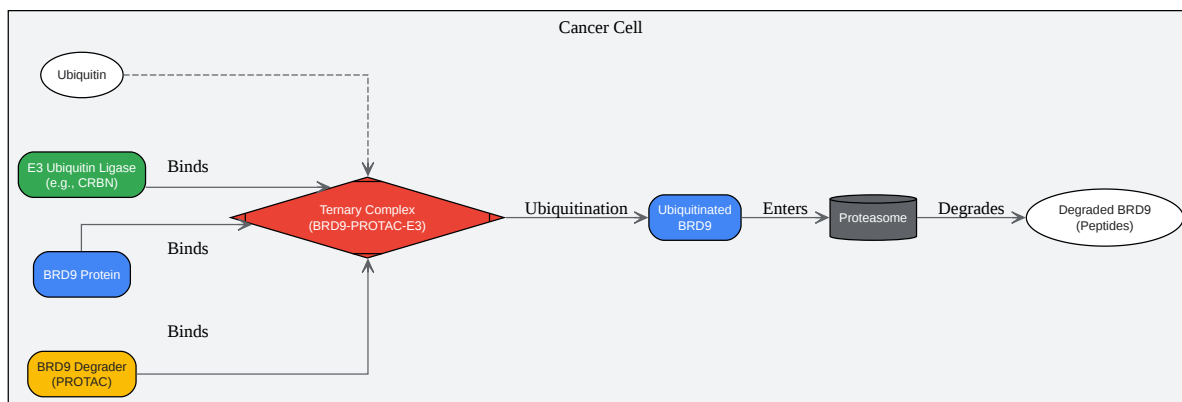 Cancer Cell
Ubiquitin
E3 Ubiquitin Ligase
(e.g., CRBN)
Binds
Ternary Complex
(BRD9-PROTAC-E3)
Ubiquitination
Ubiquitinated
BRD9
Enters
Proteasome
Degrades
Degraded BRD9
(Peptides)
Binds
BRD9 Protein
Binds
BRD9 Degrader
(PROTAC)